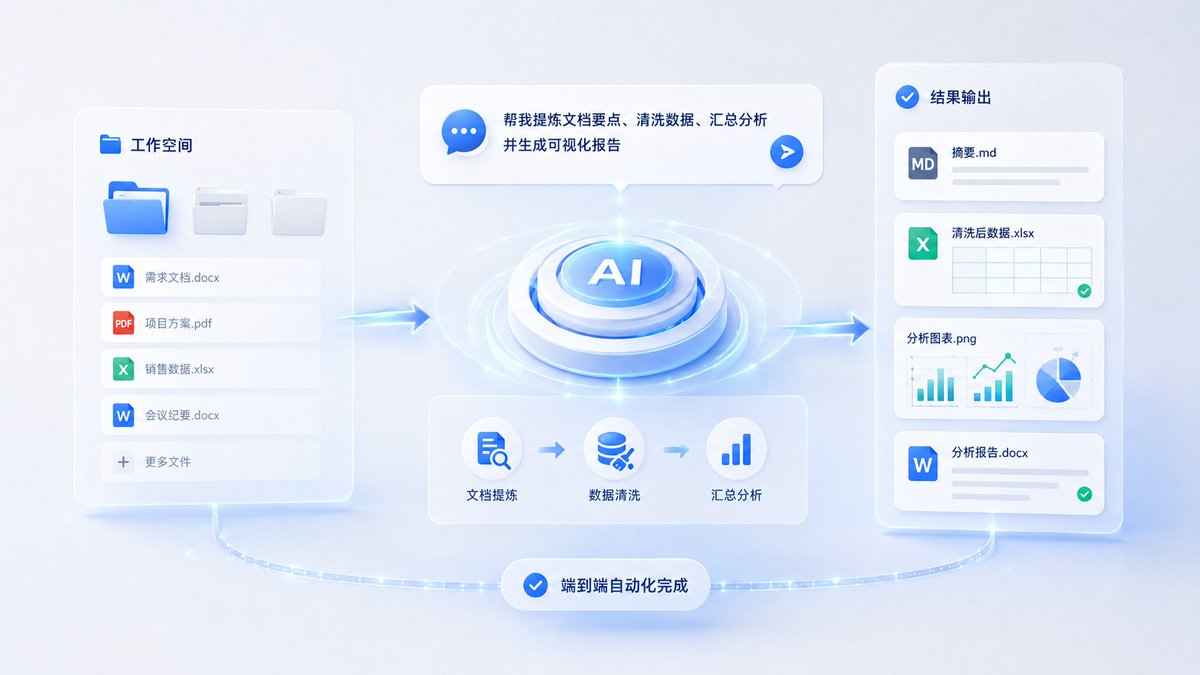 工作空间
W
需求文档.docx
PDF
项目方案.pdf
X
销售数据.xlsx
W
会议纪要.docx
+
更多文件
帮我提炼文档要点、清洗数据、汇总分析
并生成可视化报告
AI
文档提炼
数据清洗
汇总分析
结果输出
MD
摘要.md
X
清洗后数据.xlsx
分析图表.png
W
分析报告.docx
端到端自动化完成